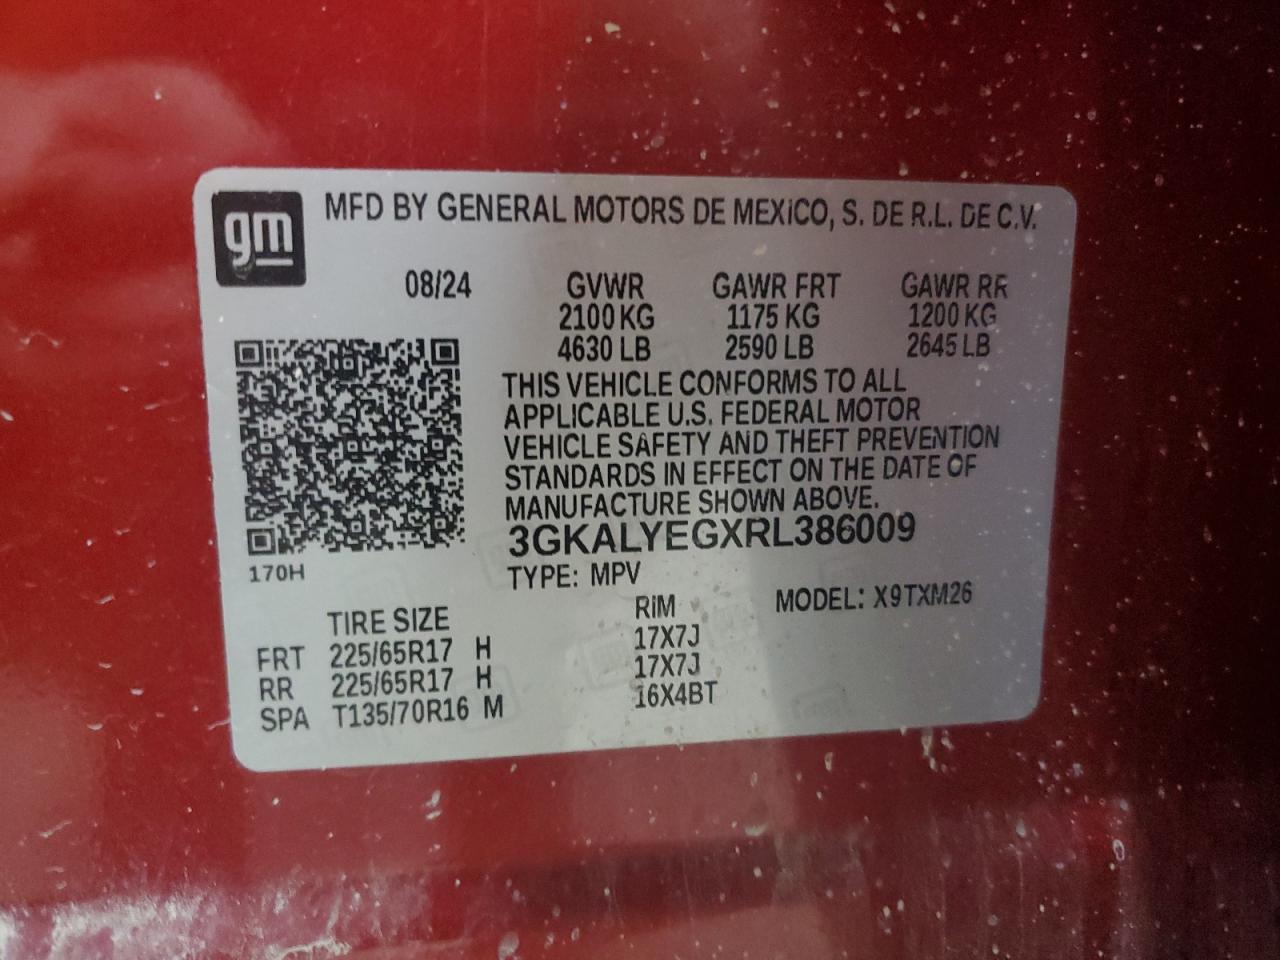 gm
MFD BY GENERAL MOTORS DE MEXICO, S. DE R.L. DE C.V.
08/24 GVWR GAWR FRT GAWR RR
2100 KG 1175 KG 1200 KG
4630 LB 2590 LB 2645 LB
THIS VEHICLE CONFORMS TO ALL
APPLICABLE U.S. FEDERAL MOTOR
VEHICLE SAFETY AND THEFT PREVENTION
STANDARDS IN EFFECT ON THE DATE OF
MANUFACTURE SHOWN ABOVE.
3GKALYEGXRL386009
170H
TYPE: MPV
MODEL: X9TXM26
TIRE SIZE RIM
FRT 225/65R17 H 17X7J
RR 225/65R17 H 17X7J
SPA T135/70R16 M 16X4BT